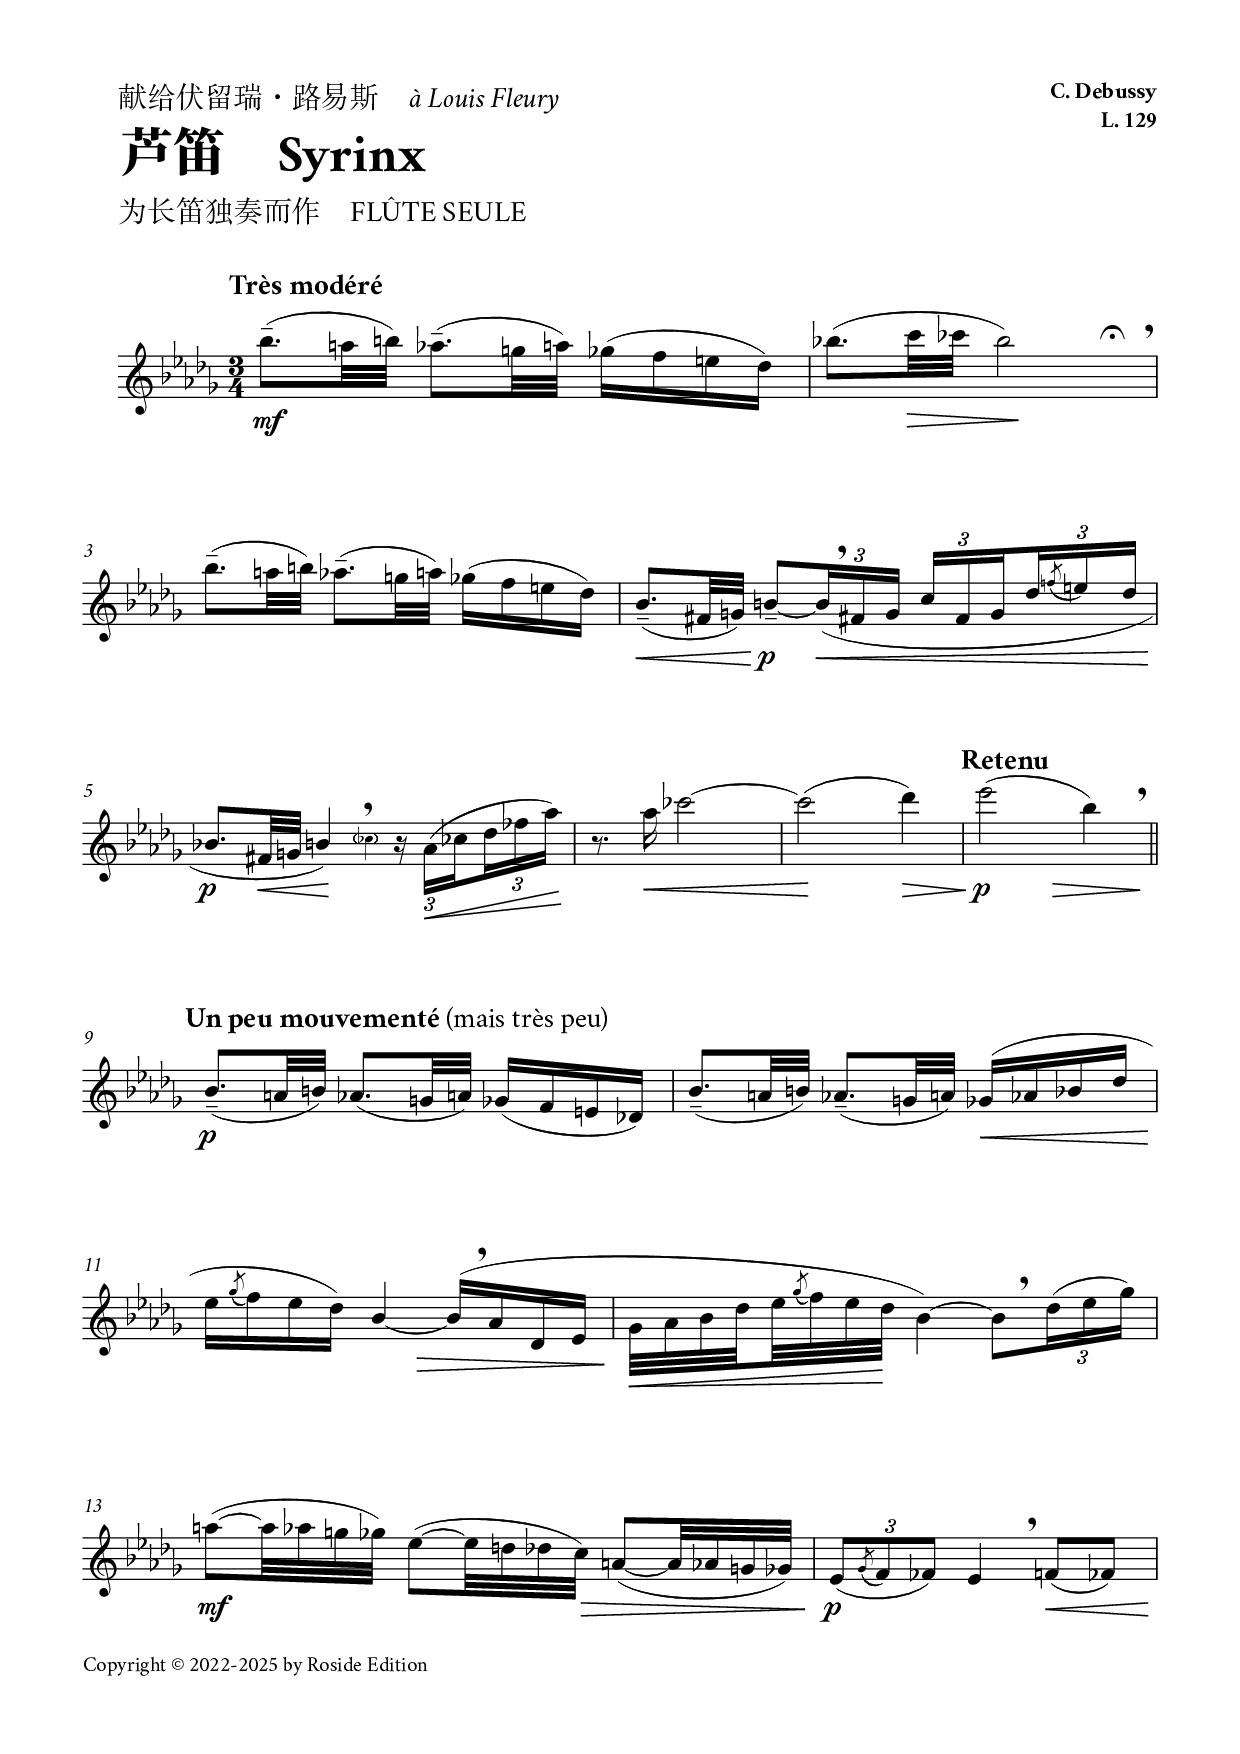 献给伏留瑞·路易斯 à Louis Fleury
C. Debussy
L. 129
芦笛 Syrinx
为长笛独奏而作 FLÛTE SEULE
Très modéré
3
4
mf
3
3 3 3
p
5
Retenu
p
3
3
p
9
Un peu mouvementé (mais très peu)
p
11
3
13
3
mf
p
Copyright © 2022-2025 by Roside Edition